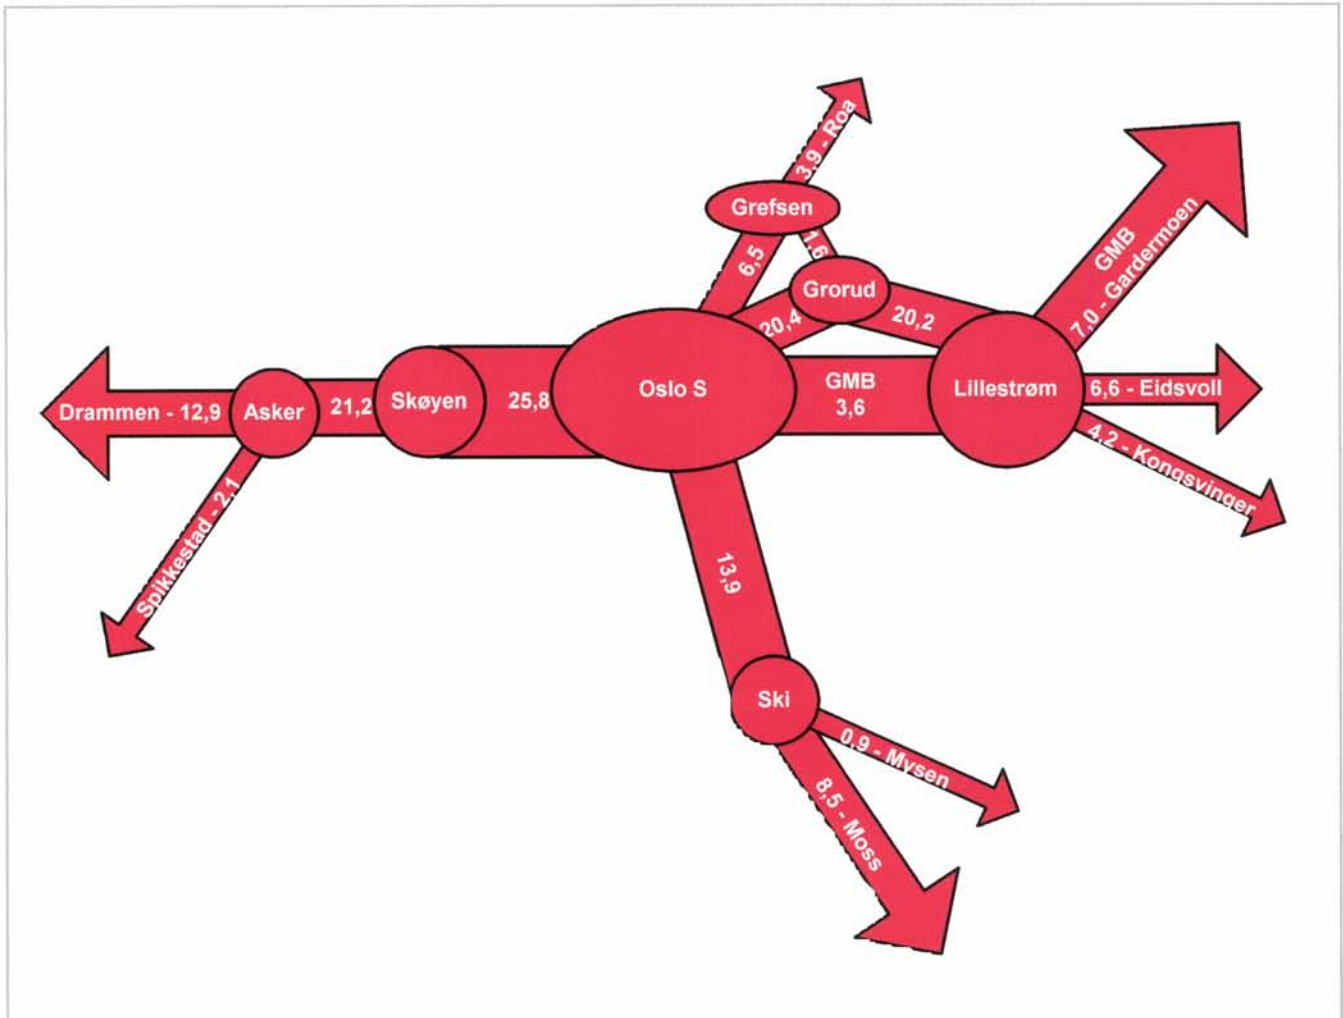 3,9 - Roa
Grefsen
6,5
1,6
Grorud
20,4
20,2
GMB
7,0 - Gardermoen
Drammen - 12,9
Asker
21,2
Skøyen
25,8
Oslo S
GMB
3,6
Lillestrøm
6,6 - Eidsvoll
4,2 - Kongsvinger
Spikkestad - 2,1
13,9
Ski
0,9 - Mysen
8,5 - Moss